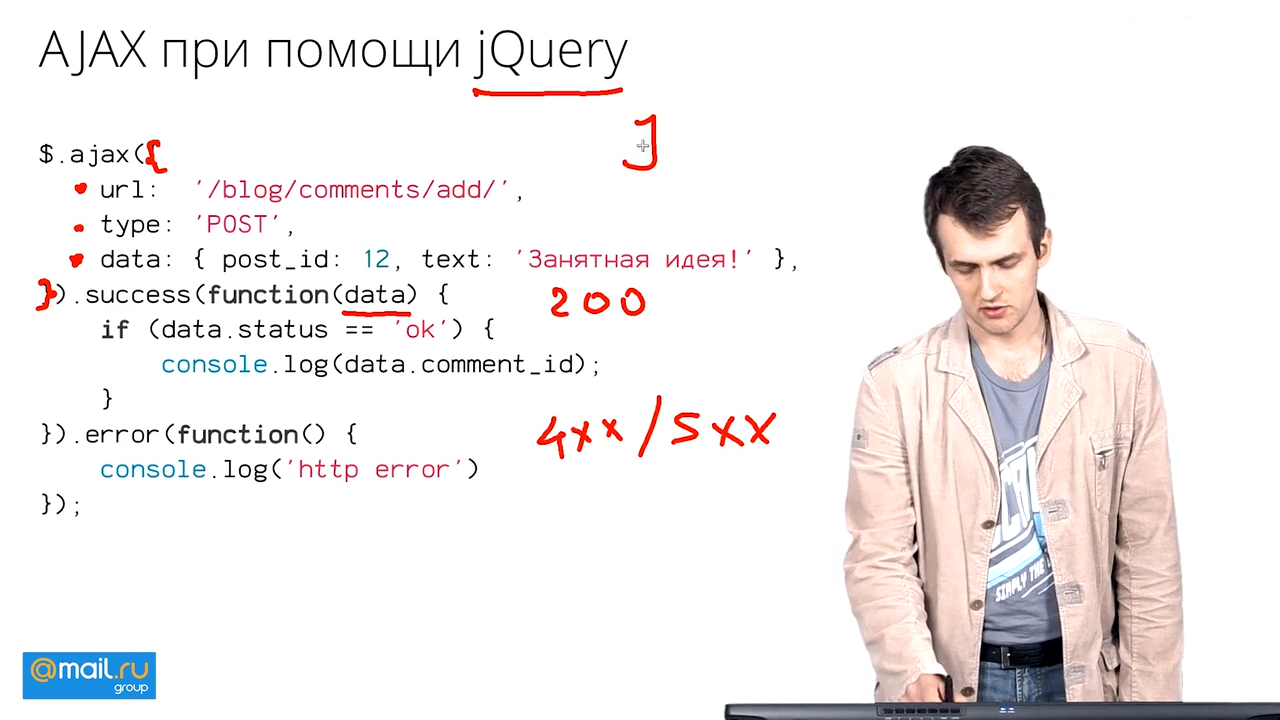 AJAX при помощи jQuery
$.ajax({
url: '/blog/comments/add/',
type: 'POST',
data: { post_id: 12, text: 'Занятная идея!' },
}).success(function(data) {
200
if (data.status == 'ok') {
console.log(data.comment_id);
}
4xx/5xx
}).error(function() {
console.log('http error')
});
SIMPLY THE
@mail.ru
group